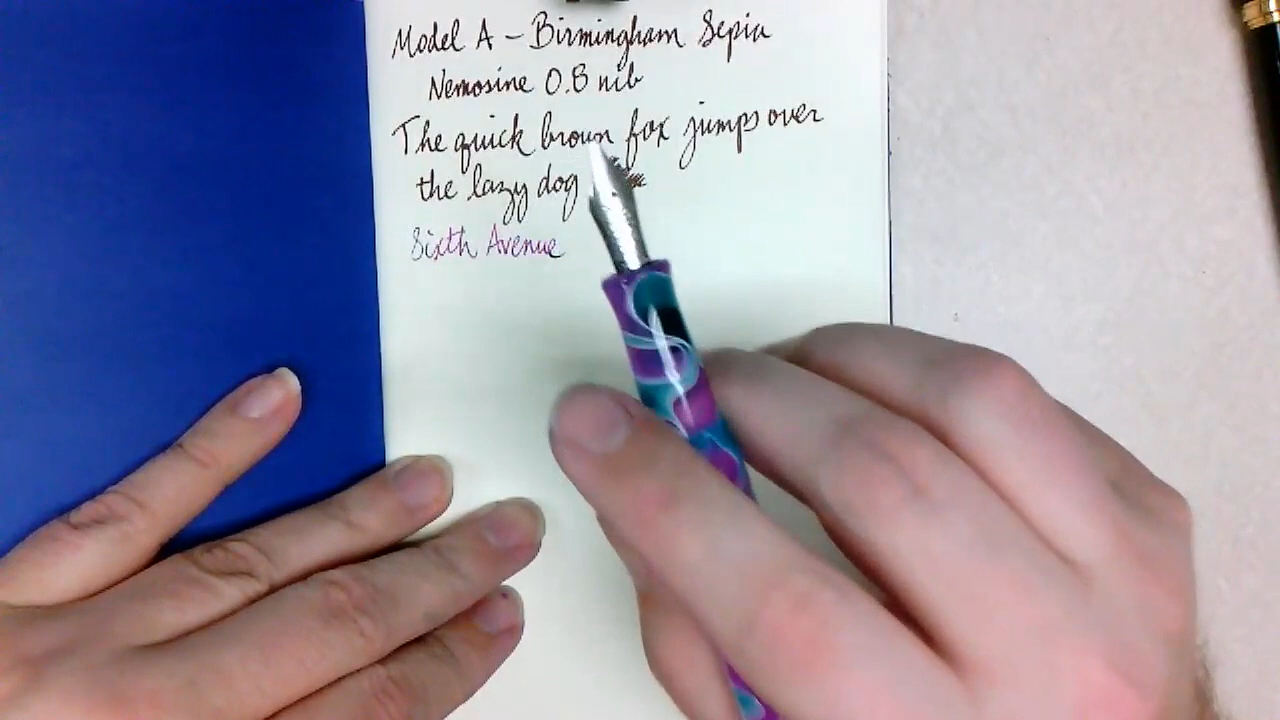 Model A - Birmingham Sepia
Nemosine 0.8 nib
The quick brown fox jumps over
the lazy dog
Sixth Avenue